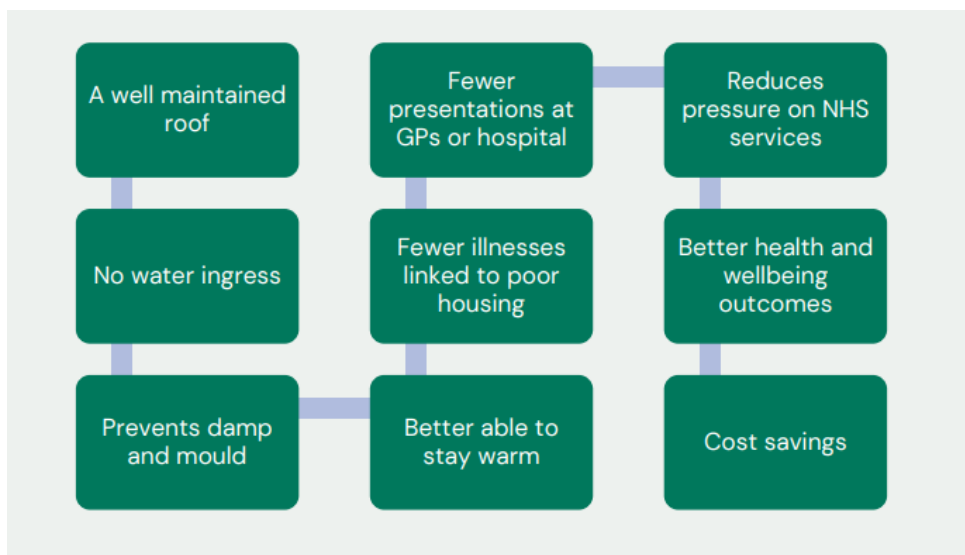 A well maintained
roof
No water ingress
Prevents damp
and mould
Better able to
stay warm
Fewer illnesses
linked to poor
housing
Fewer
presentations at
GPs or hospital
Reduces
pressure on NHS
services
Better health and
wellbeing
outcomes
Cost savings